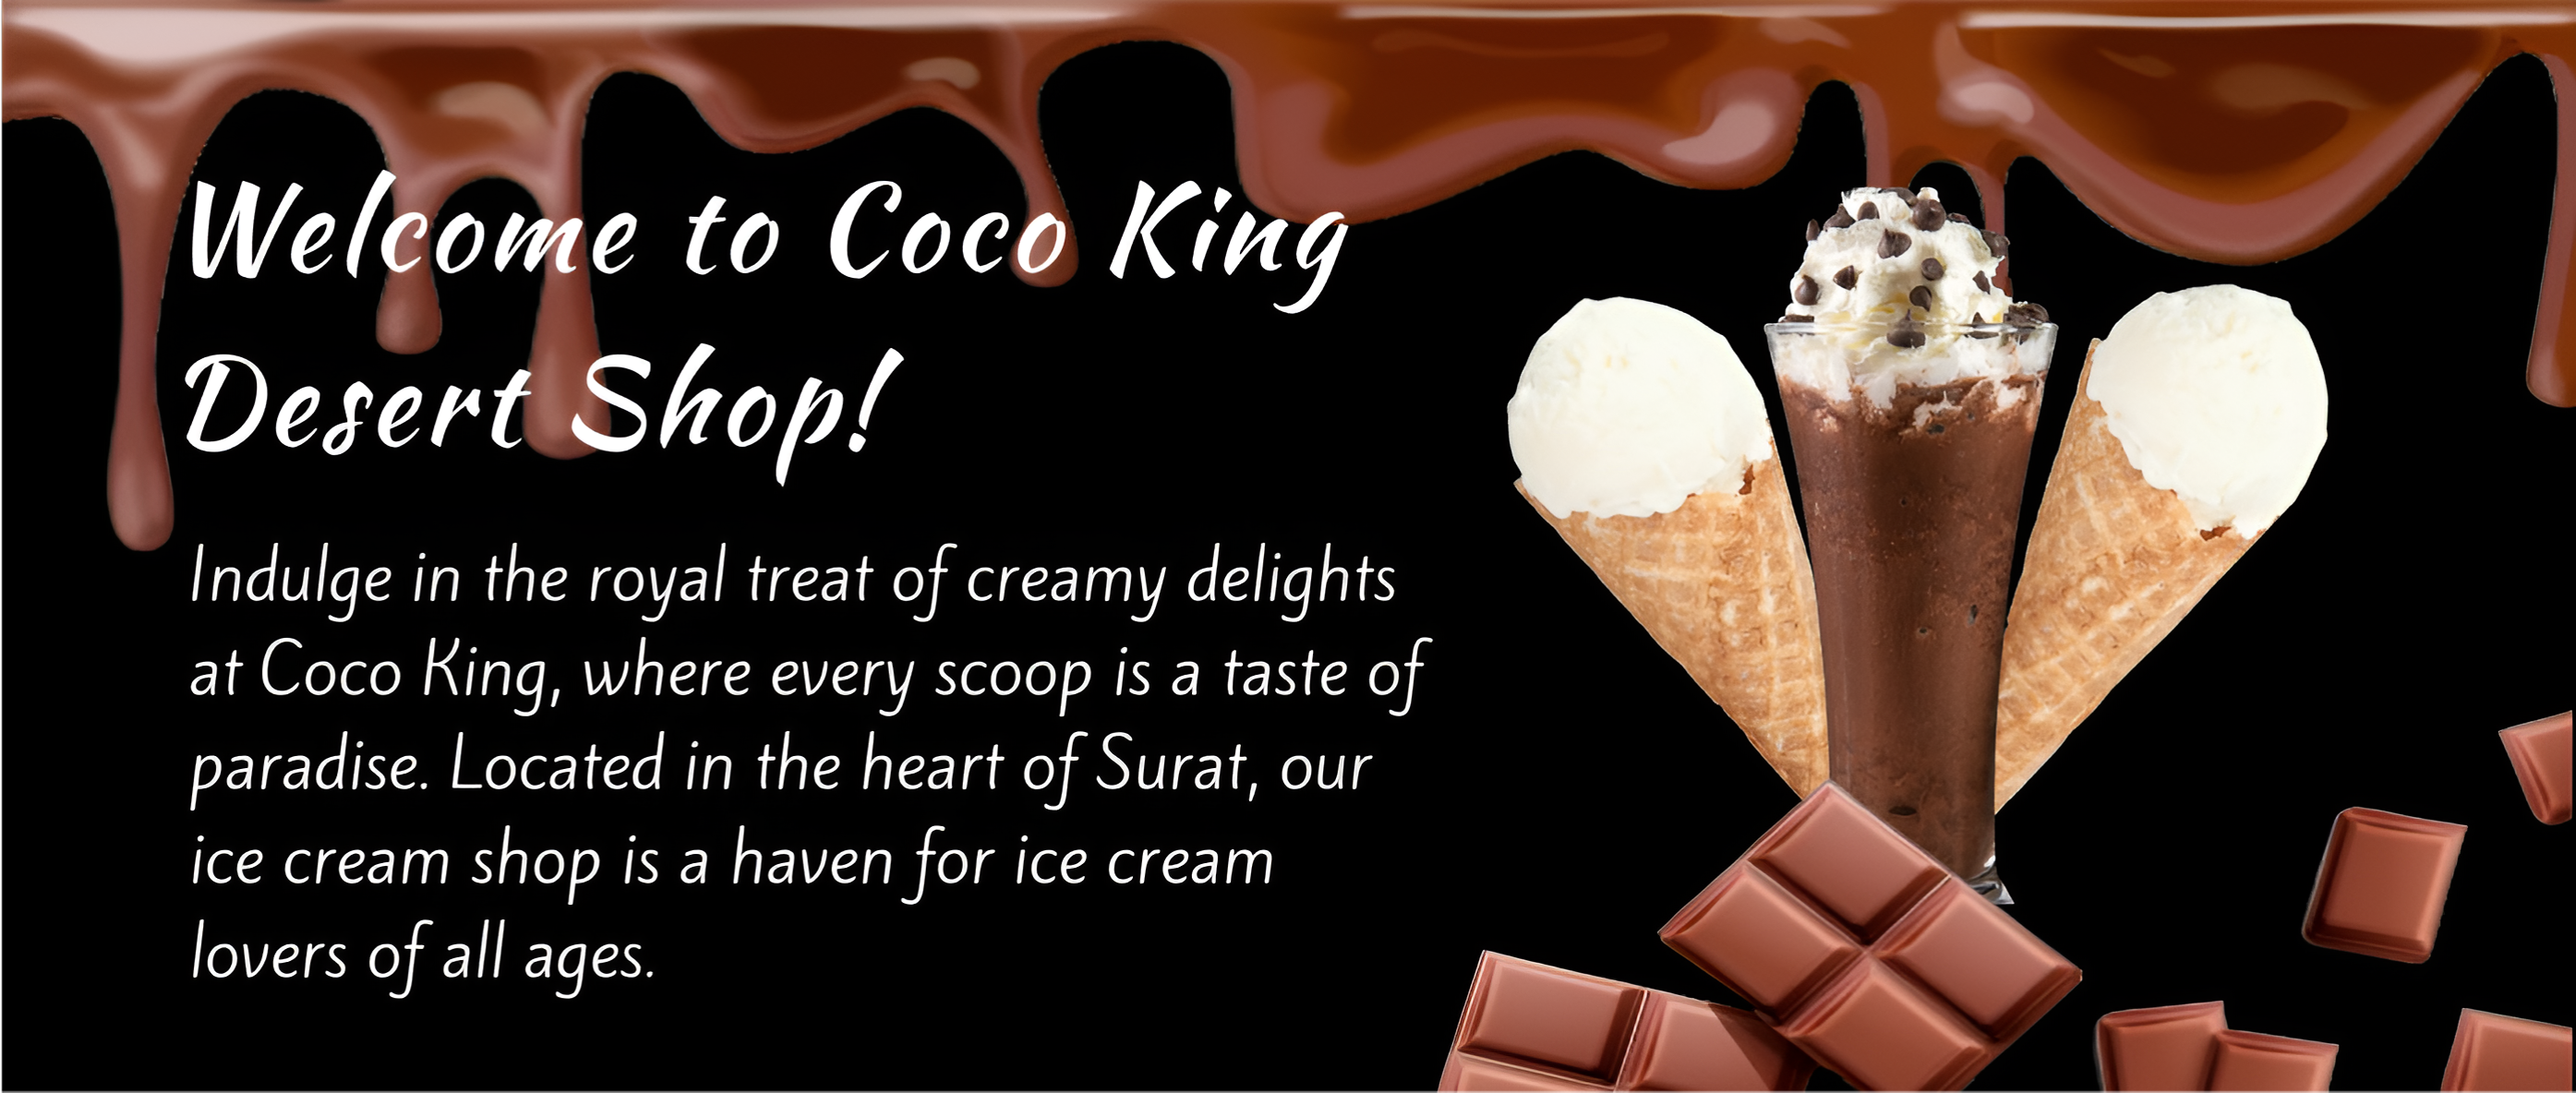 Welcome to Coco King
Desert Shop!
Indulge in the royal treat of creamy delights
at Coco King, where every scoop is a taste of
paradise. Located in the heart of Surat, our
ice cream shop is a haven for ice cream
lovers of all ages.